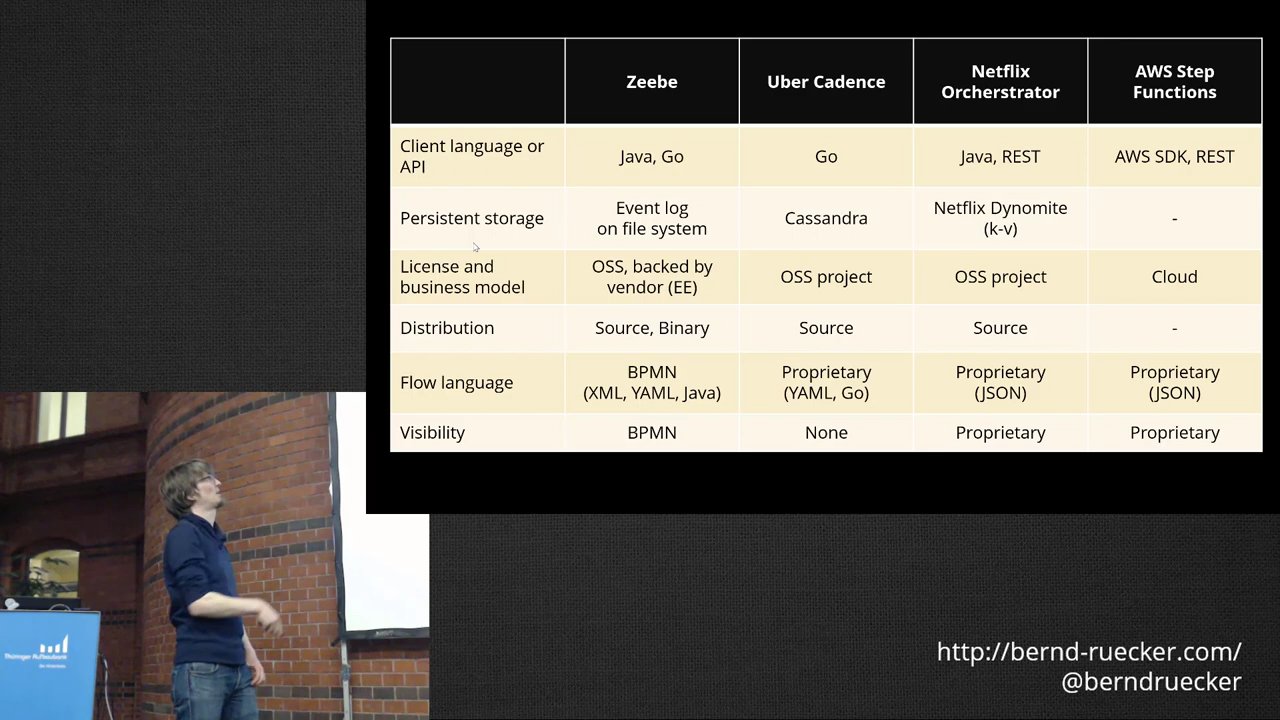 Zeebe
Uber Cadence
Netflix
Orcherstrator
AWS Step
Functions
Client language or
API
Java, Go
Go
Java, REST
AWS SDK, REST
Persistent storage
Event log
on file system
Cassandra
Netflix Dynomite
(k-v)
-
License and
business model
OSS, backed by
vendor (EE)
OSS project
OSS project
Cloud
Distribution
Source, Binary
Source
Source
-
Flow language
BPMN
(XML, YAML, Java)
Proprietary
(YAML, Go)
Proprietary
(JSON)
Proprietary
(JSON)
Visibility
BPMN
None
Proprietary
Proprietary
http://bernd-ruecker.com/
@berndruecker